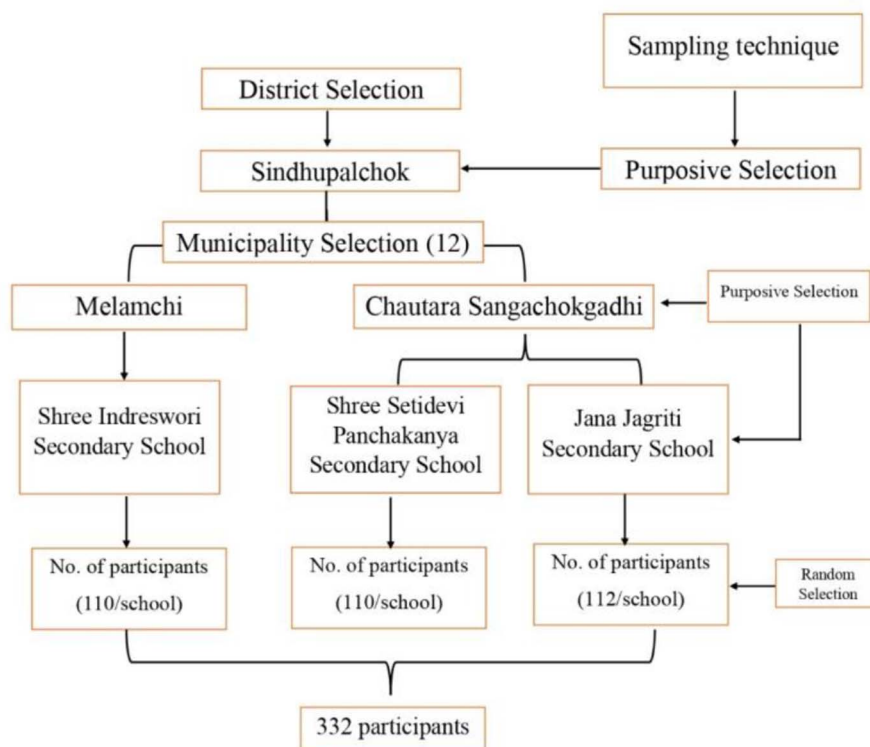 Sampling technique
District Selection
Sindhupalchok
Purposive Selection
Municipality Selection (12)
Melamchi
Chautara Sangachokgadhi
Purposive Selection
Shree Indreswori
Secondary School
Shree Setidevi
Panchakanya
Secondary School
Jana Jagriti
Secondary School
No. of participants
(110/school)
No. of participants
(110/school)
No. of participants
(112/school)
Random
Selection
332 participants